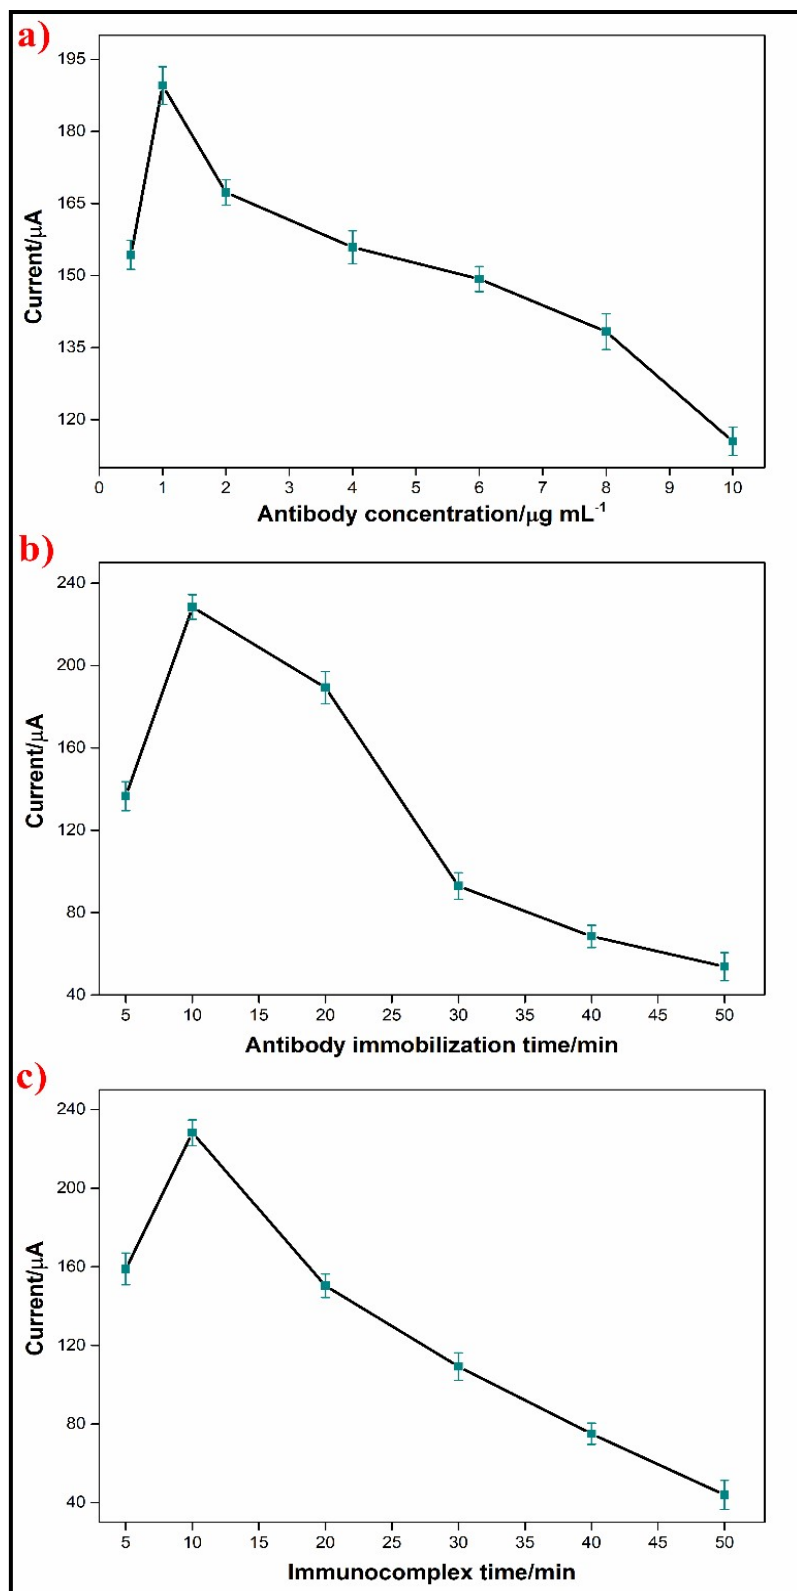 a)
195
180
165
150
135
120
Current/μA
0 1 2 3 4 5 6 7 8 9 10
Antibody concentration/μg mL⁻¹
b)
240
200
160
120
80
40
Current/μA
5 10 15 20 25 30 35 40 45 50
Antibody immobilization time/min
c)
240
200
160
120
80
40
Current/μA
5 10 15 20 25 30 35 40 45 50
Immunocomplex time/min